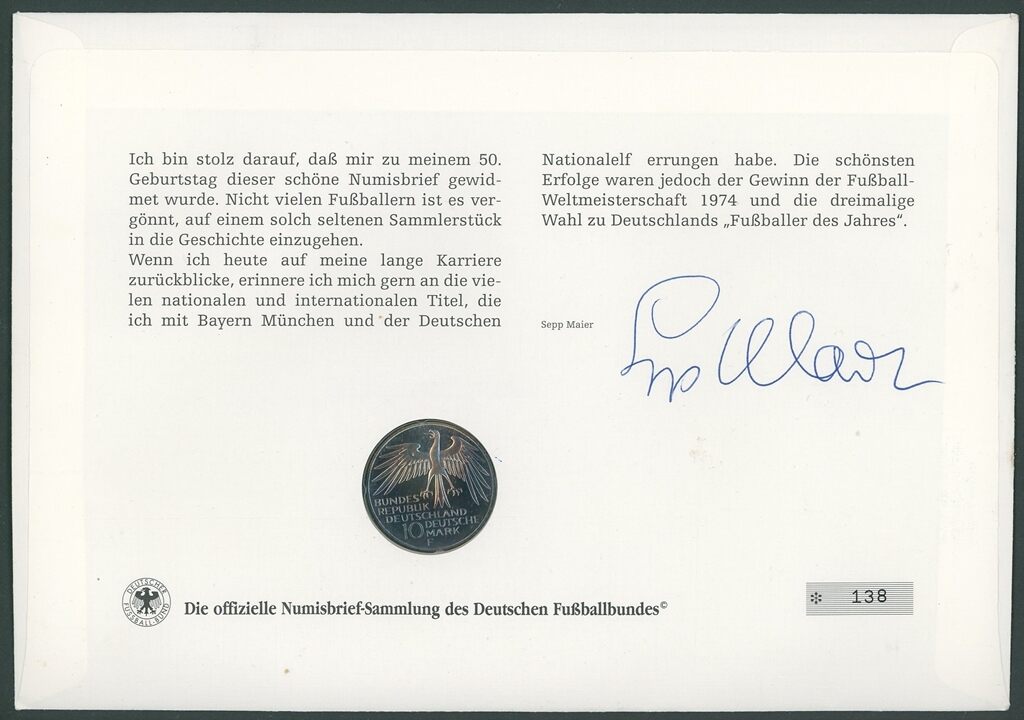 Ich bin stolz darauf, daß mir zu meinem 50.
Geburtstag dieser schöne Numisbrief gewid-
met wurde. Nicht vielen Fußballern ist es ver-
gönnt, auf einem solch seltenen Sammlerstück
in die Geschichte einzugehen.
Wenn ich heute auf meine lange Karriere
zurückblicke, erinnere ich mich gern an die vie-
len nationalen und internationalen Titel, die
ich mit Bayern München und der Deutschen
Nationalelf errungen habe. Die schönsten
Erfolge waren jedoch der Gewinn der Fußball-
Weltmeisterschaft 1974 und die dreimalige
Wahl zu Deutschlands „Fußballer des Jahres“.
Sepp Maier
Sepp Maier
BUNDES
REPUBLIK
DEUTSCHLAND
10 DEUTSCHE
MARK
F
DEUTSCHER
FUSSBALL-BUND
Die offizielle Numisbrief-Sammlung des Deutschen Fußballbundes©
* 138